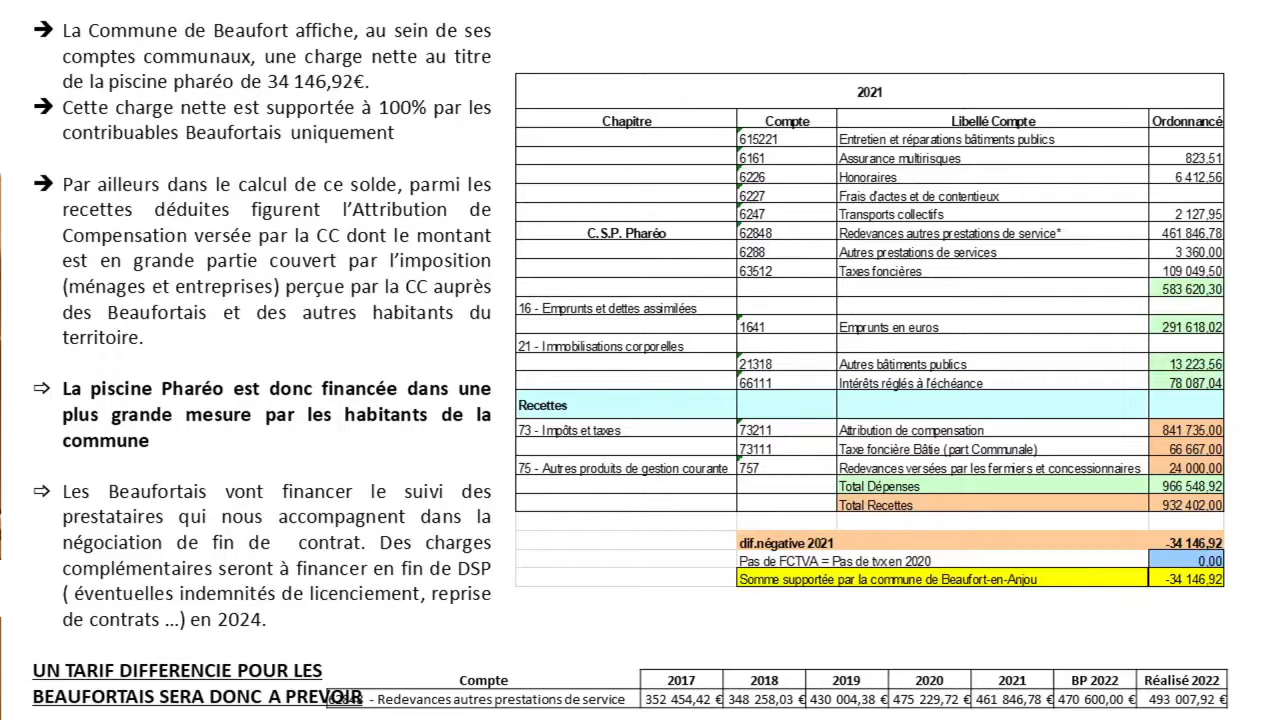 ➔ La Commune de Beaufort affiche, au sein de ses
comptes communaux, une charge nette au titre
de la piscine pharéo de 34 146,92€.
➔ Cette charge nette est supportée à 100% par les
contribuables Beaufortais uniquement
➔ Par ailleurs dans le calcul de ce solde, parmi les
recettes déduites figurent l’Attribution de
Compensation versée par la CC dont le montant
est en grande partie couvert par l’imposition
(ménages et entreprises) perçue par la CC auprès
des Beaufortais et des autres habitants du
territoire.
⇨ La piscine Pharéo est donc financée dans une
plus grande mesure par les habitants de la
commune
⇨ Les Beaufortais vont financer le suivi des
prestataires qui nous accompagnent dans la
négociation de fin de contrat. Des charges
complémentaires seront à financer en fin de DSP
( éventuelles indemnités de licenciement, reprise
de contrats ...) en 2024.
UN TARIF DIFFERENCIE POUR LES
BEAUFORTAIS SERA DONC A PREVOIR
2021
Chapitre Compte Libellé Compte Ordonnancé
615221 Entretien et réparations bâtiments publics
6161 Assurance multirisques 823,51
6226 Honoraires 6 412,56
6227 Frais d'actes et de contentieux
6247 Transports collectifs 2 127,95
C.S.P. Pharéo 62848 Redevances autres prestations de service* 461 846,78
6288 Autres prestations de services 3 360,00
63512 Taxes foncières 109 049,50
583 620,30
16 - Emprunts et dettes assimilées
1641 Emprunts en euros 291 618,02
21 - Immobilisations corporelles
21318 Autres bâtiments publics 13 223,56
66111 Intérêts réglés à l'échéance 78 087,04
Recettes
73 - Impôts et taxes 73211 Attribution de compensation 841 735,00
73111 Taxe foncière Bâtie (part Communale) 66 667,00
75 - Autres produits de gestion courante 757 Redevances versées par les fermiers et concessionnaires 24 000,00
Total Dépenses 966 548,92
Total Recettes 932 402,00
dif.négative 2021 -34 146,92
Pas de FCTVA = Pas de tvx en 2020 0,00
Somme supportée par la commune de Beaufort-en-Anjou -34 146,92
Compte 2017 2018 2019 2020 2021 BP 2022 Réalisé 2022
62848 - Redevances autres prestations de service 352 454,42 € 348 258,03 € 430 004,38 € 475 229,72 € 461 846,78 € 470 600,00 € 493 007,92 €